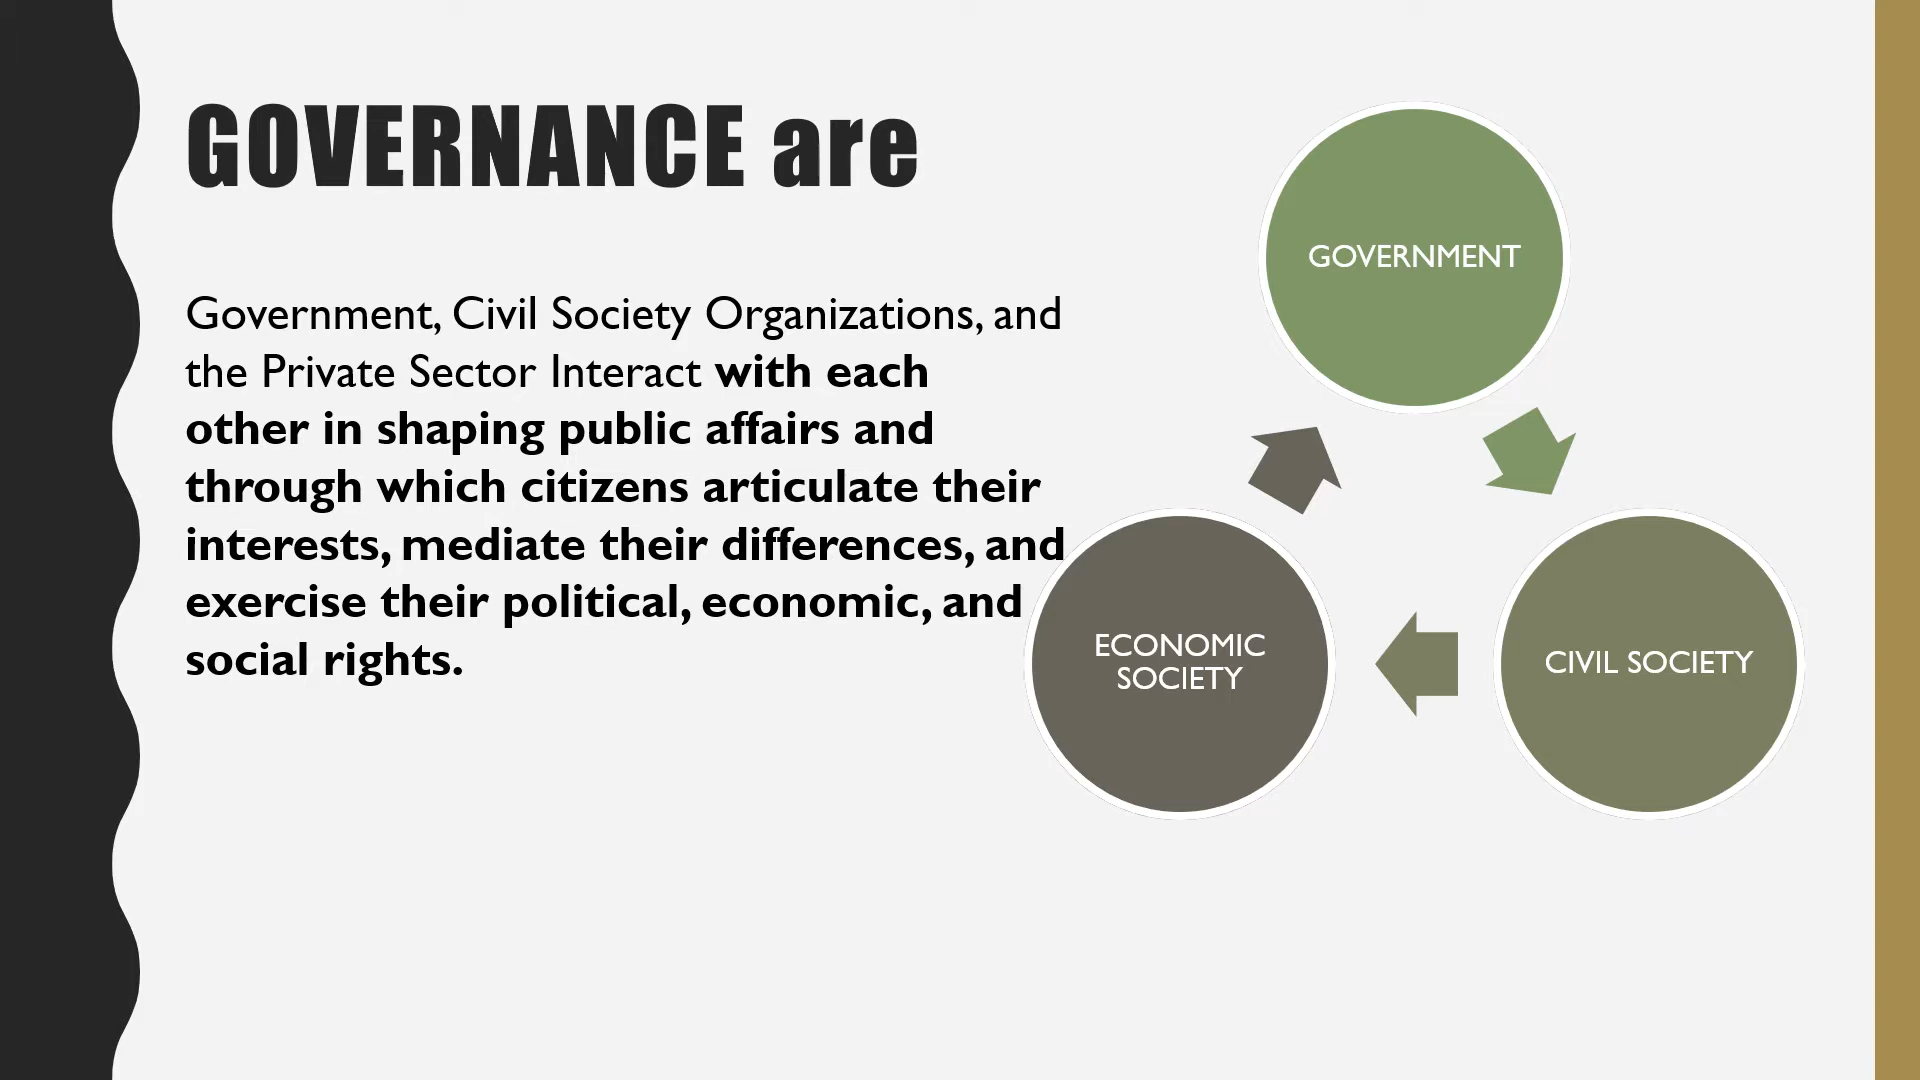 GOVERNANCE are
Government, Civil Society Organizations, and
the Private Sector Interact with each
other in shaping public affairs and
through which citizens articulate their
interests, mediate their differences, and
exercise their political, economic, and
social rights.
GOVERNMENT
CIVIL SOCIETY
ECONOMIC
SOCIETY